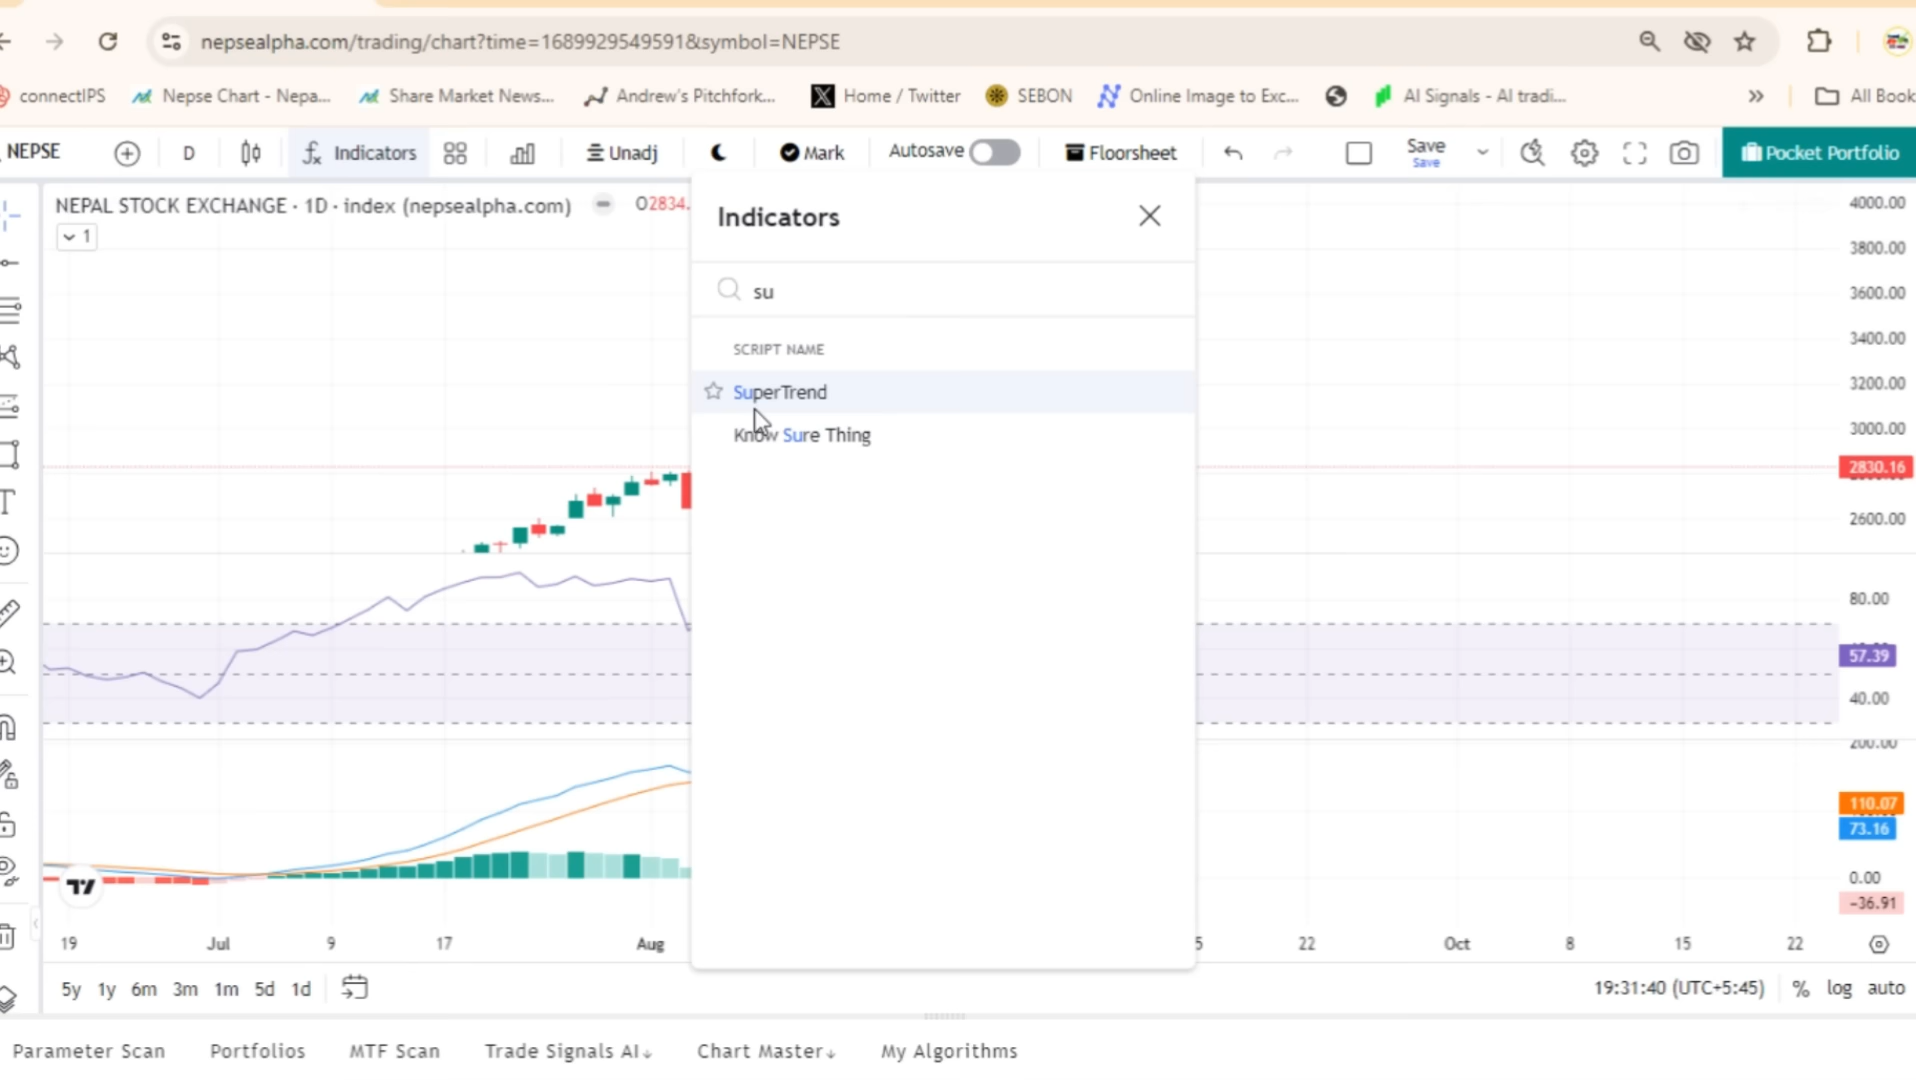 nepsealpha.com/trading/chart?time=1689929549591&symbol=NEPSE
connectIPS Nepse Chart - Nepa... Share Market News... Andrew's Pitchfork... Home / Twitter SEBON Online Image to Exc... AI Signals - AI tradi... » All Book
NEPSE D Indicators Unadj Mark Autosave Floorsheet Save Pocket Portfolio
Save
NEPAL STOCK EXCHANGE · 1D · index (nepsealpha.com) O2834.
1
Indicators
su
SCRIPT NAME
SuperTrend
Know Sure Thing
4000.00
3800.00
3600.00
3400.00
3200.00
3000.00
2830.16
2600.00
80.00
57.39
40.00
200.00
110.07
73.16
0.00
−36.91
19 Jul 9 17 Aug 5 22 Oct 8 15 22
5y 1y 6m 3m 1m 5d 1d 19:31:40 (UTC+5:45) % log auto
Parameter Scan Portfolios MTF Scan Trade Signals AI↓ Chart Master↓ My Algorithms